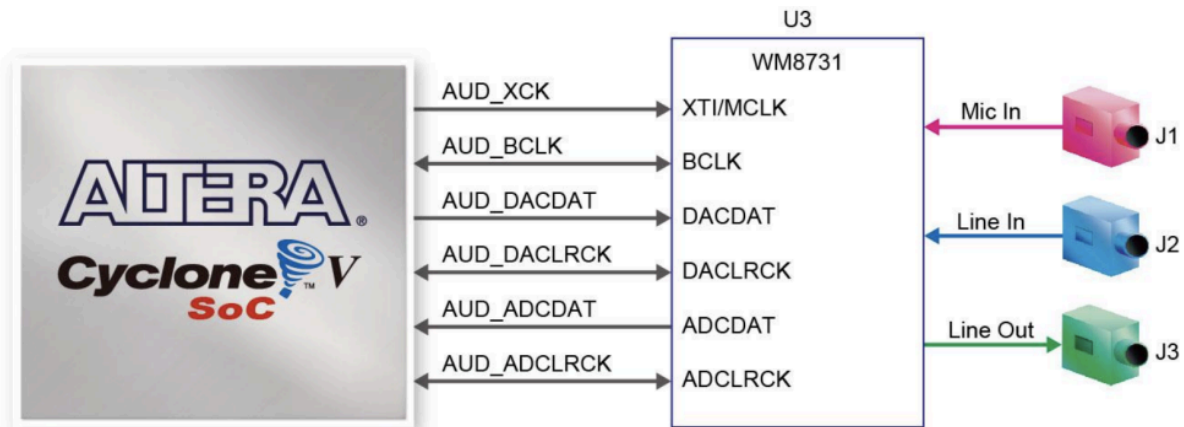 U3
WM8731
ALTERA®
Cyclone™ V
SoC
AUD_XCK
AUD_BCLK
AUD_DACDAT
AUD_DACLRCK
AUD_ADCDAT
AUD_ADCLRCK
XTI/MCLK
BCLK
DACDAT
DACLRCK
ADCDAT
ADCLRCK
Mic In
J1
Line In
J2
Line Out
J3